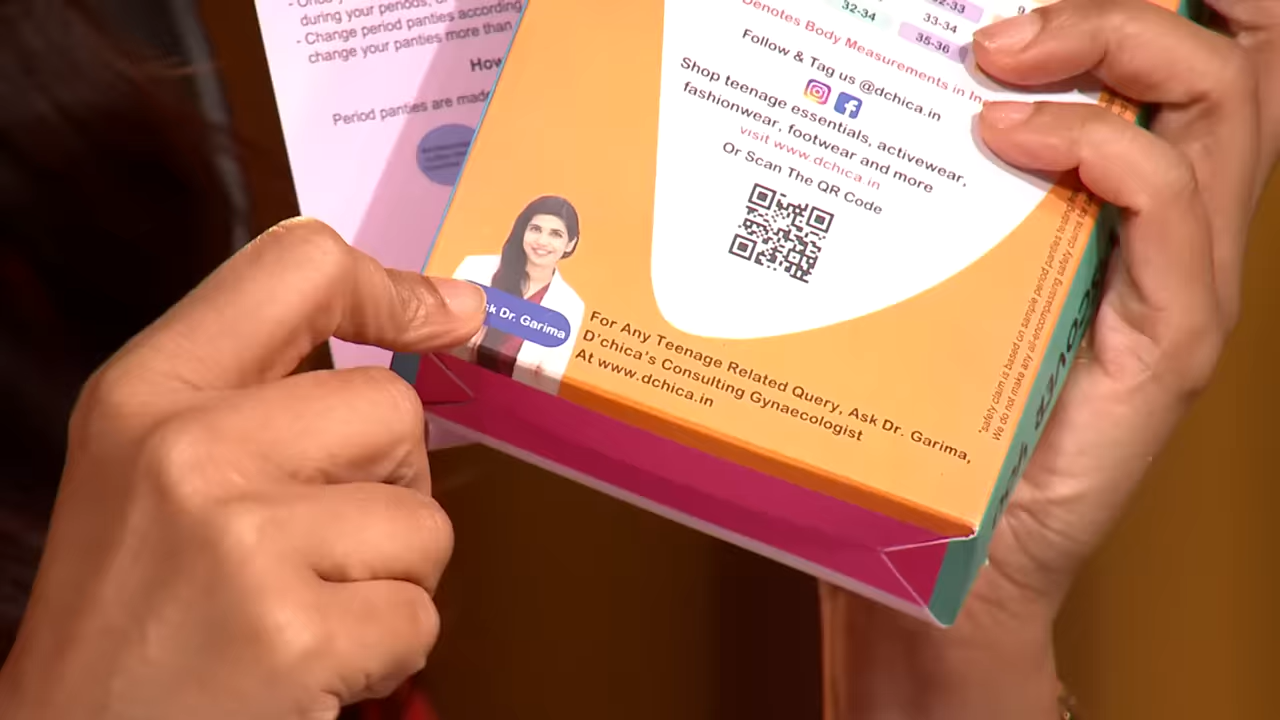 during your periods,
- Change period panties according
change your panties more than
How
Period panties are made
32-33
32-34
33-34
35-36
9
Denotes Body Measurements in
Follow & Tag us @dchica.in
Shop teenage essentials, activewear,
fashionwear, footwear and more
visit www.dchica.in
Or Scan The QR Code
sk Dr. Garima
For Any Teenage Related Query, Ask Dr. Garima,
D'chica's Consulting Gynaecologist
At www.dchica.in
*safety claim is based on sample period panties testing
We do not make any all-encompassing safety claims for